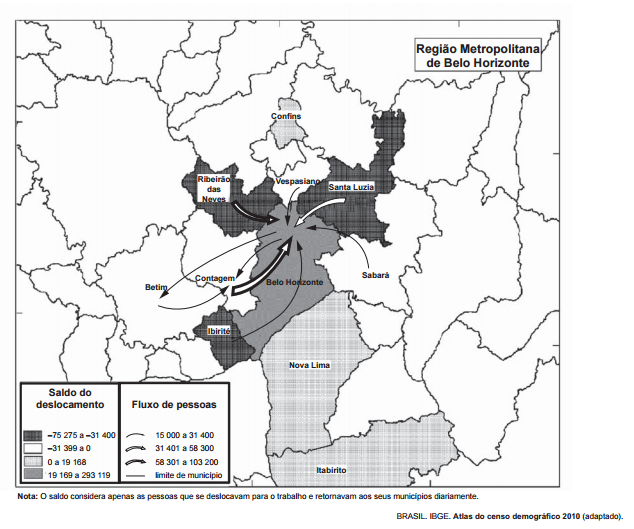 Região Metropolitana
de Belo Horizonte
Confins
Ribeirão
das
Neves
Vespasiano
Santa Luzia
Contagem
Betim
Sabará
Belo Horizonte
Ibirité
Nova Lima
Itabirito
Saldo do
deslocamento
–75 275 a –31 400
–31 399 a 0
0 a 19 168
19 169 a 293 119
Fluxo de pessoas
15 000 a 31 400
31 401 a 58 300
58 301 a 103 200
limite de município
Nota: O saldo considera apenas as pessoas que se deslocavam para o trabalho e retornavam aos seus municípios diariamente.
BRASIL. IBGE. Atlas do censo demográfico 2010 (adaptado).